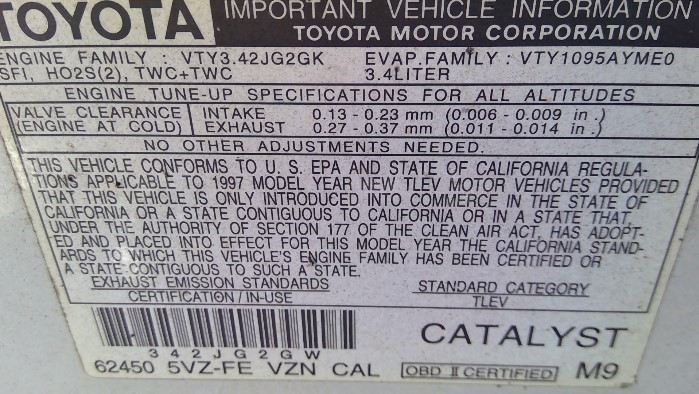 TOYOTA
IMPORTANT VEHICLE INFORMATION
TOYOTA MOTOR CORPORATION
ENGINE FAMILY : VTY3.42JG2GK EVAP.FAMILY : VTY1095AYME0
SFI, HO2S(2), TWC+TWC 3.4LITER
ENGINE TUNE-UP SPECIFICATIONS FOR ALL ALTITUDES
VALVE CLEARANCE INTAKE 0.13 - 0.23 mm (0.006 - 0.009 in .)
(ENGINE AT COLD) EXHAUST 0.27 - 0.37 mm (0.011 - 0.014 in .)
NO OTHER ADJUSTMENTS NEEDED.
THIS VEHICLE CONFORMS TO U. S. EPA AND STATE OF CALIFORNIA REGULA-
TIONS APPLICABLE TO 1997 MODEL YEAR NEW TLEV MOTOR VEHICLES PROVIDED
THAT THIS VEHICLE IS ONLY INTRODUCED INTO COMMERCE IN THE STATE OF
CALIFORNIA OR A STATE CONTIGUOUS TO CALIFORNIA OR IN A STATE THAT,
UNDER THE AUTHORITY OF SECTION 177 OF THE CLEAN AIR ACT, HAS ADOPT-
ED AND PLACED INTO EFFECT FOR THIS MODEL YEAR THE CALIFORNIA STAND-
ARDS TO WHICH THIS VEHICLE'S ENGINE FAMILY HAS BEEN CERTIFIED OR
A STATE CONTIGUOUS TO SUCH A STATE.
EXHAUST EMISSION STANDARDS STANDARD CATEGORY
CERTIFICATION/IN-USE TLEV
342JG2GW
CATALYST
62450 5VZ-FE VZN CAL OBD II CERTIFIED M9